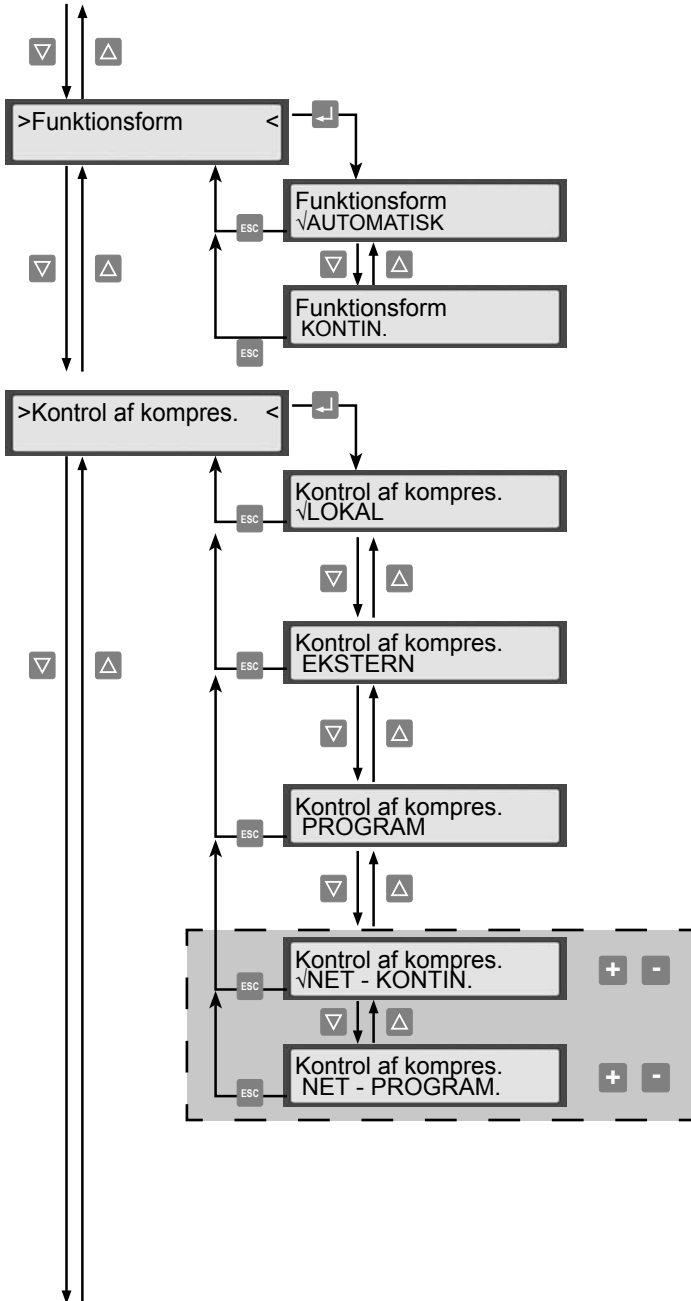 >Funktionsform <
Funktionsform
√AUTOMATISK
ESC
Funktionsform
KONTIN.
ESC
>Kontrol af kompres. <
Kontrol af kompres.
√LOKAL
ESC
Kontrol af kompres.
EKSTERN
ESC
Kontrol af kompres.
PROGRAM
ESC
Kontrol af kompres.
√NET - KONTIN.
+ -
ESC
Kontrol af kompres.
NET - PROGRAM.
+ -
ESC